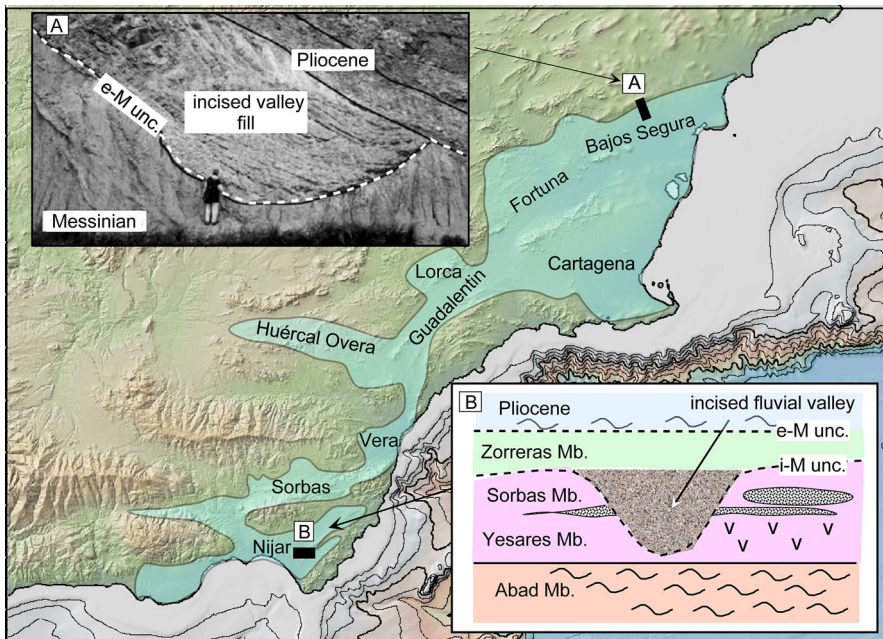 A
Pliocene
e-M unc.
incised valley
fill
Messinian
A
Bajos Segura
Fortuna
Lorca
Cartagena
Guadalentin
Huércal Overa
Vera
Sorbas
B
Nijar
B
incised fluvial valley
Pliocene
e-M unc.
Zorreras Mb.
i-M unc.
Sorbas Mb.
Yesares Mb.
V V V V
V V V
Abad Mb.